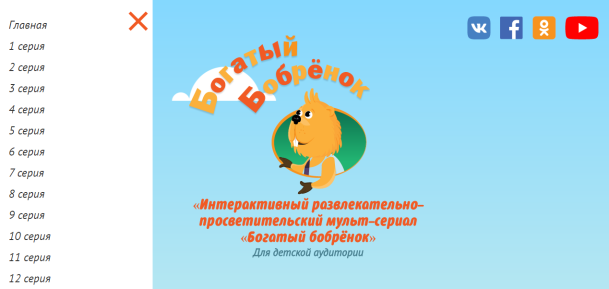 Главная
1 серия
2 серия
3 серия
4 серия
5 серия
6 серия
7 серия
8 серия
9 серия
10 серия
11 серия
12 серия
Богатый
Бобрёнок
«Интерактивный развлекательно-
просветительский мульт-сериал
«Богатый бобрёнок»
Для детской аудитории